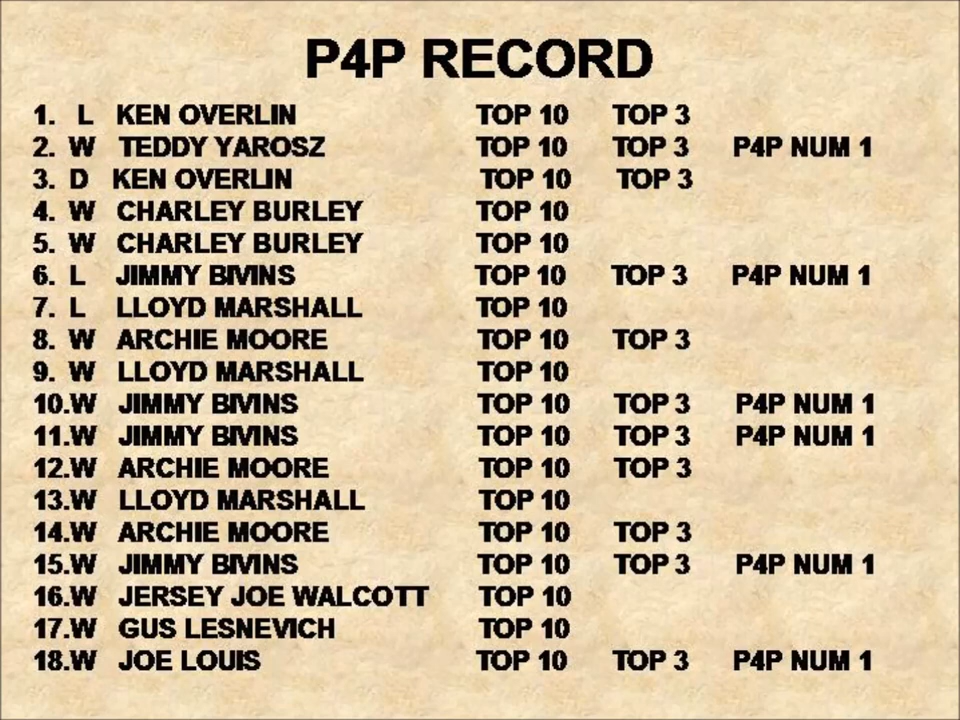 P4P RECORD
1. L KEN OVERLIN TOP 10 TOP 3
2. W TEDDY YAROSZ TOP 10 TOP 3 P4P NUM 1
3. D KEN OVERLIN TOP 10 TOP 3
4. W CHARLEY BURLEY TOP 10
5. W CHARLEY BURLEY TOP 10
6. L JIMMY BIVINS TOP 10 TOP 3 P4P NUM 1
7. L LLOYD MARSHALL TOP 10
8. W ARCHIE MOORE TOP 10 TOP 3
9. W LLOYD MARSHALL TOP 10
10.W JIMMY BIVINS TOP 10 TOP 3 P4P NUM 1
11.W JIMMY BIVINS TOP 10 TOP 3 P4P NUM 1
12.W ARCHIE MOORE TOP 10 TOP 3
13.W LLOYD MARSHALL TOP 10
14.W ARCHIE MOORE TOP 10 TOP 3
15.W JIMMY BIVINS TOP 10 TOP 3 P4P NUM 1
16.W JERSEY JOE WALCOTT TOP 10
17.W GUS LESNEVICH TOP 10
18.W JOE LOUIS TOP 10 TOP 3 P4P NUM 1